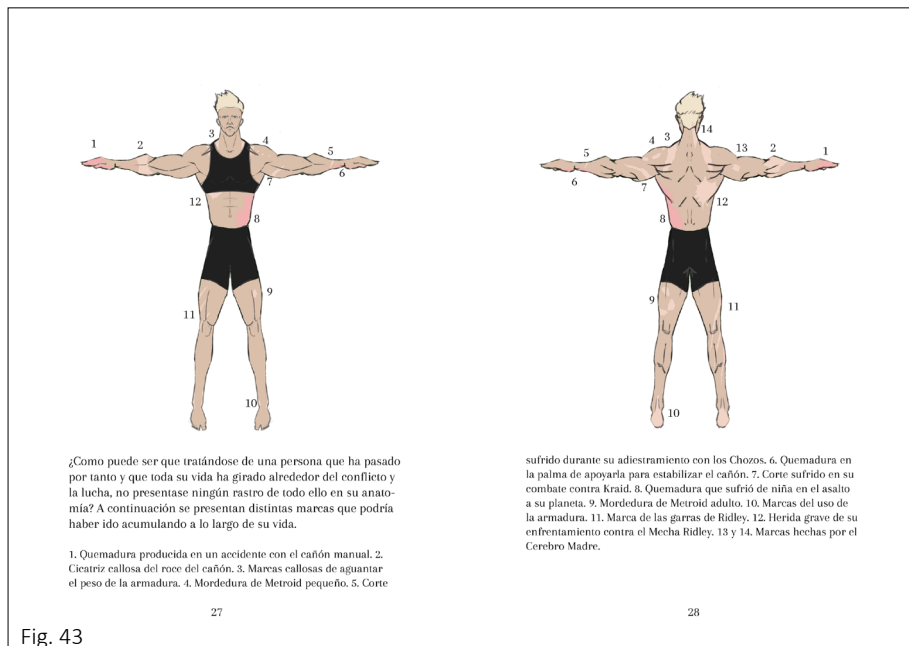 1
2
3
4
5
6
7
8
9
10
11
12
1
2
3
4
5
6
7
8
9
10
11
12
13
14
¿Como puede ser que tratándose de una persona que ha pasado
por tanto y que toda su vida ha girado alrededor del conflicto y
la lucha, no presentase ningún rastro de todo ello en su anato-
mía? A continuación se presentan distintas marcas que podría
haber ido acumulando a lo largo de su vida.
1. Quemadura producida en un accidente con el cañón manual. 2.
Cicatriz callosa del roce del cañón. 3. Marcas callosas de aguantar
el peso de la armadura. 4. Mordedura de Metroid pequeño. 5. Corte
27
sufrido durante su adiestramiento con los Chozos. 6. Quemadura en
la palma de apoyarla para estabilizar el cañón. 7. Corte sufrido en su
combate contra Kraid. 8. Quemadura que sufrió de niña en el asalto
a su planeta. 9. Mordedura de Metroid adulto. 10. Marcas del uso de
la armadura. 11. Marca de las garras de Ridley. 12. Herida grave de su
enfrentamiento contra el Mecha Ridley. 13 y 14. Marcas hechas por el
Cerebro Madre.
28
Fig. 43